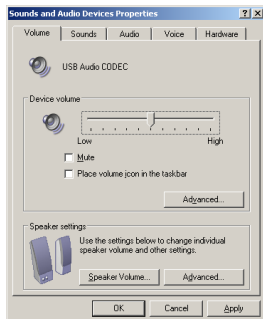 Sounds and Audio Devices Properties
Volume
Sounds
Audio
Voice
Hardware
USB Audio CODEC
Device volume
Low
High
Mute
Place volume icon in the taskbar
Advanced...
Speaker settings
Use the settings below to change individual
speaker volume and other settings.
Speaker Volume...
Advanced...
OK
Cancel
Apply